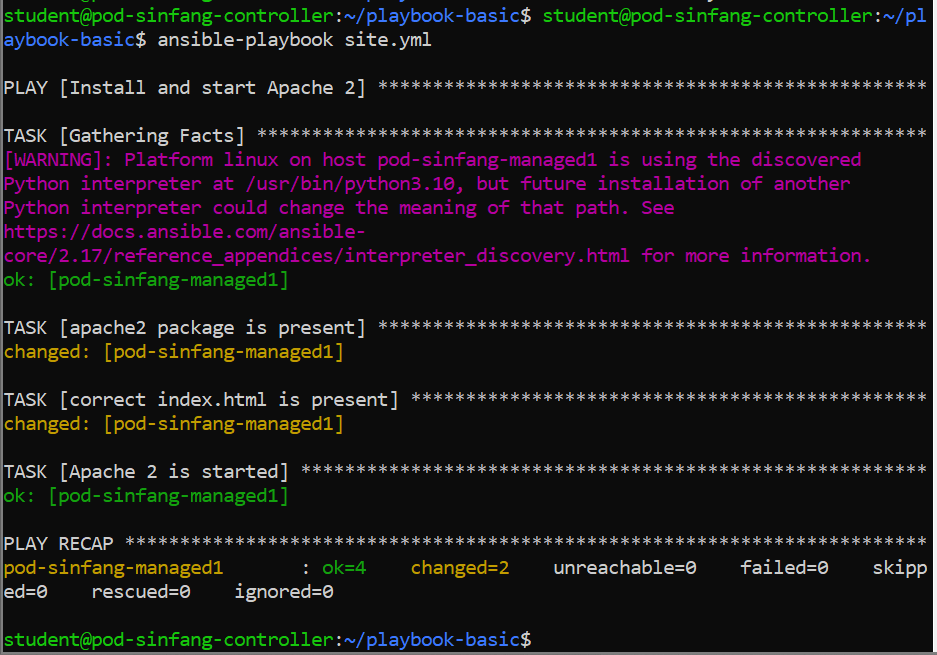 student@pod-sinfang-controller:~/playbook-basic$ student@pod-sinfang-controller:~/pl
aybook-basic$ ansible-playbook site.yml
PLAY [Install and start Apache 2] **************************************************
TASK [Gathering Facts] *************************************************************
[WARNING]: Platform linux on host pod-sinfang-managed1 is using the discovered
Python interpreter at /usr/bin/python3.10, but future installation of another
Python interpreter could change the meaning of that path. See
https://docs.ansible.com/ansible-
core/2.17/reference_appendices/interpreter_discovery.html for more information.
ok: [pod-sinfang-managed1]
TASK [apache2 package is present] **************************************************
changed: [pod-sinfang-managed1]
TASK [correct index.html is present] ***********************************************
changed: [pod-sinfang-managed1]
TASK [Apache 2 is started] *********************************************************
ok: [pod-sinfang-managed1]
PLAY RECAP *************************************************************************
pod-sinfang-managed1       : ok=4    changed=2    unreachable=0    failed=0    skipp
ed=0    rescued=0    ignored=0
student@pod-sinfang-controller:~/playbook-basic$